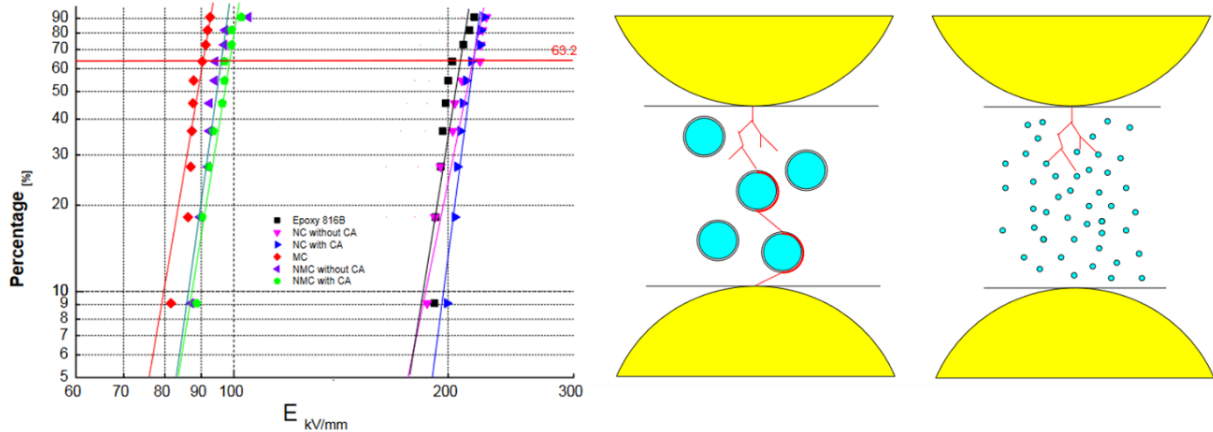 Percentage [%]
90
80
70
60
50
40
30
20
10
9
8
7
6
5
63.2
Epoxy 816B
NC without CA
NC with CA
MC
NMC without CA
NMC with CA
60 70 80 90 100 200 300
E kV/mm